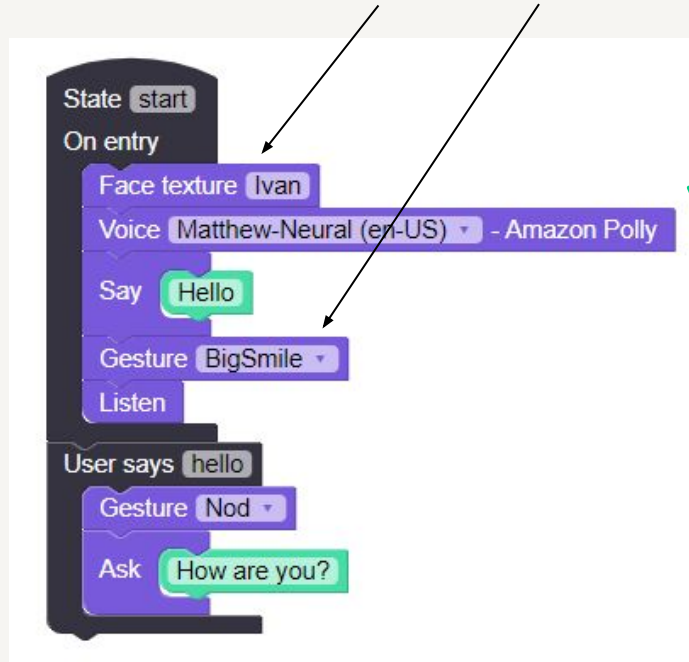 State start
On entry
Face texture Ivan
Voice Matthew-Neural (en-US) - Amazon Polly
Say Hello
Gesture BigSmile
Listen
User says hello
Gesture Nod
Ask How are you?